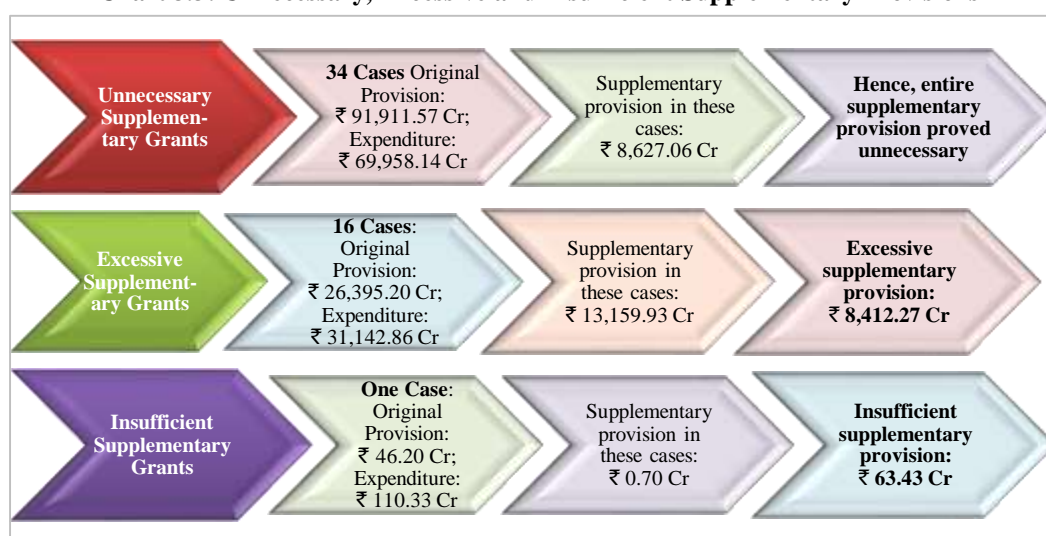 Unnecessary
Supplemen-
tary Grants
34 Cases Original
Provision:
₹ 91,911.57 Cr;
Expenditure:
₹ 69,958.14 Cr
Supplementary
provision in these
cases:
₹ 8,627.06 Cr
Hence, entire
supplementary
provision proved
unnecessary
Excessive
Supplement-
ary Grants
16 Cases:
Original
Provision:
₹ 26,395.20 Cr;
Expenditure:
₹ 31,142.86 Cr
Supplementary
provision in
these cases:
₹ 13,159.93 Cr
Excessive
supplementary
provision:
₹ 8,412.27 Cr
Insufficient
Supplementary
Grants
One Case:
Original
Provision:
₹ 46.20 Cr;
Expenditure:
₹ 110.33 Cr
Supplementary
provision in
these cases:
₹ 0.70 Cr
Insufficient
supplementary
provision:
₹ 63.43 Cr